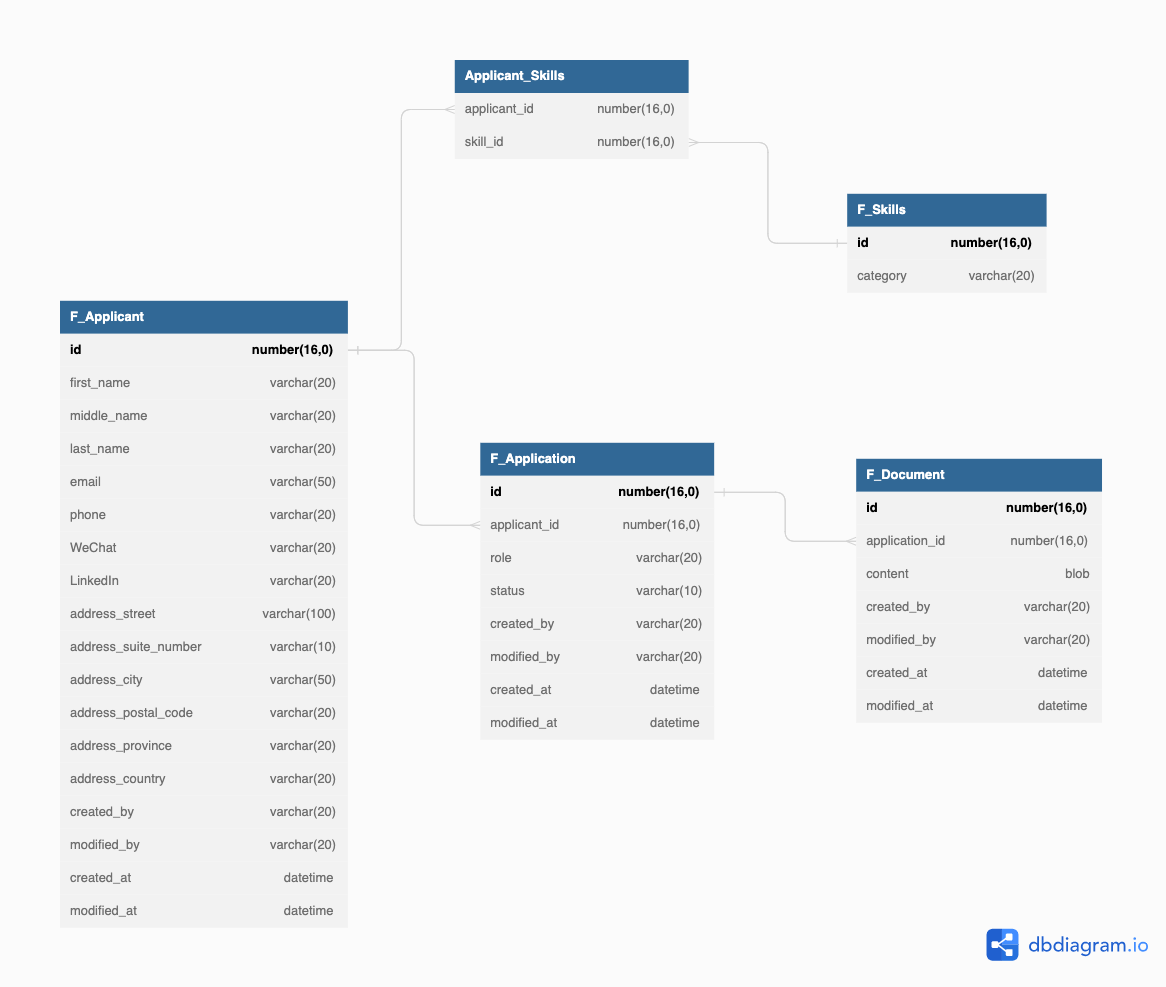 Applicant_Skills
applicant_id number(16,0)
skill_id number(16,0)
F_Skills
id number(16,0)
category varchar(20)
F_Applicant
id number(16,0)
first_name varchar(20)
middle_name varchar(20)
last_name varchar(20)
email varchar(50)
phone varchar(20)
WeChat varchar(20)
LinkedIn varchar(20)
address_street varchar(100)
address_suite_number varchar(10)
address_city varchar(50)
address_postal_code varchar(20)
address_province varchar(20)
address_country varchar(20)
created_by varchar(20)
modified_by varchar(20)
created_at datetime
modified_at datetime
F_Application
id number(16,0)
applicant_id number(16,0)
role varchar(20)
status varchar(10)
created_by varchar(20)
modified_by varchar(20)
created_at datetime
modified_at datetime
F_Document
id number(16,0)
application_id number(16,0)
content blob
created_by varchar(20)
modified_by varchar(20)
created_at datetime
modified_at datetime
dbdiagram.io